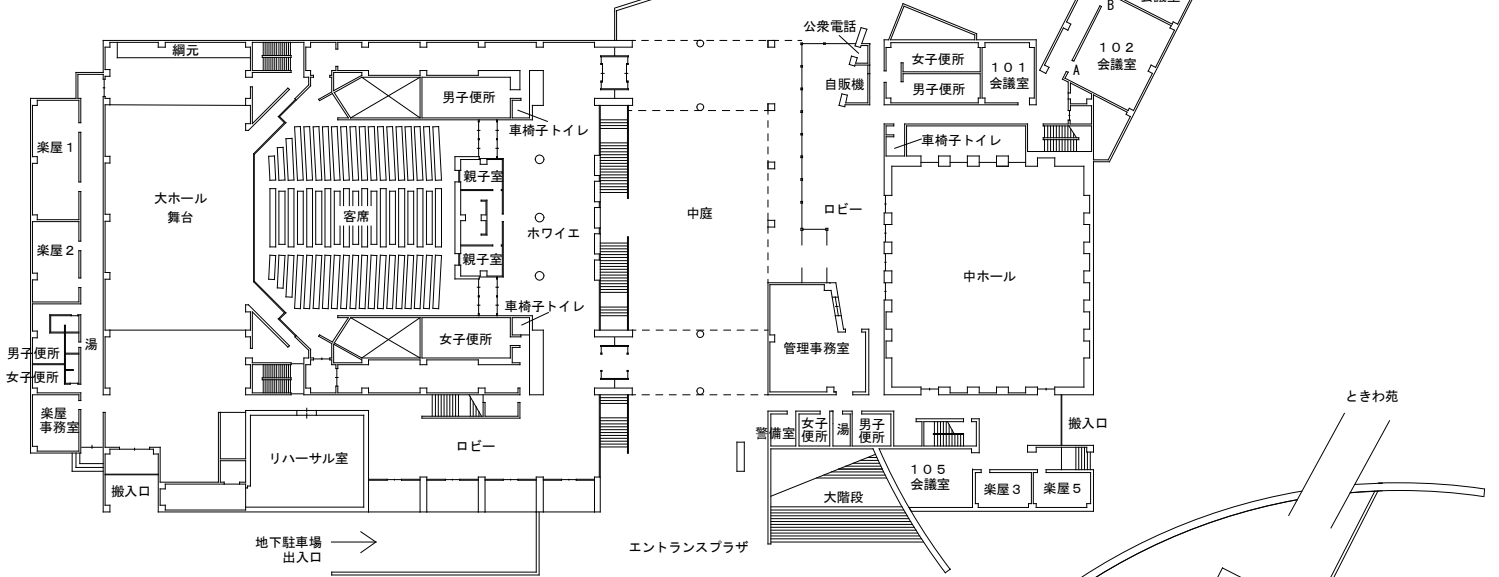 綱元
男子便所
車椅子トイレ
楽屋１
大ホール
舞台
客席
親子室
ホワイエ
親子室
楽屋２
車椅子トイレ
女子便所
湯
男子便所
女子便所
楽屋
事務室
搬入口
リハーサル室
ロビー
地下駐車場
出入口
中庭
エントランスプラザ
公衆電話
自販機
女子便所
男子便所
１０１
会議室
会議室
B
１０２
会議室
A
車椅子トイレ
ロビー
中ホール
管理事務室
警備室
女子
便所
湯
男子
便所
１０５
会議室
大階段
楽屋３
楽屋５
搬入口
ときわ苑